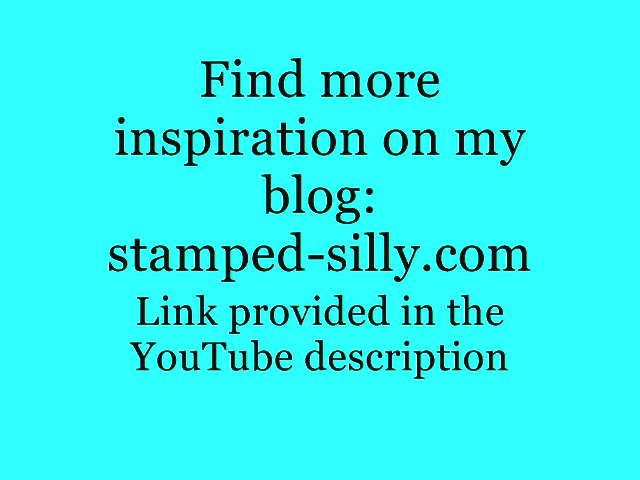 Find more
inspiration on my
blog:
stamped-silly.com
Link provided in the
YouTube description